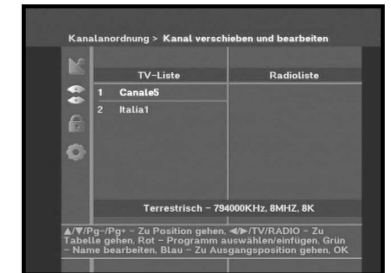 Kanalanordnung > Kanal verschieben und bearbeiten
TV-Liste Radioliste
1 Canale5
2 Italia1
Terrestrisch - 794000KHz, 8MHZ, 8K
▲/▼/Pg-/Pg+ - Zu Position gehen, ◄/►/TV/RADIO - Zu
Tabelle gehen, Rot - Programm auswählen/einfügen, Grün
- Name bearbeiten, Blau - Zu Ausgangsposition gehen, OK